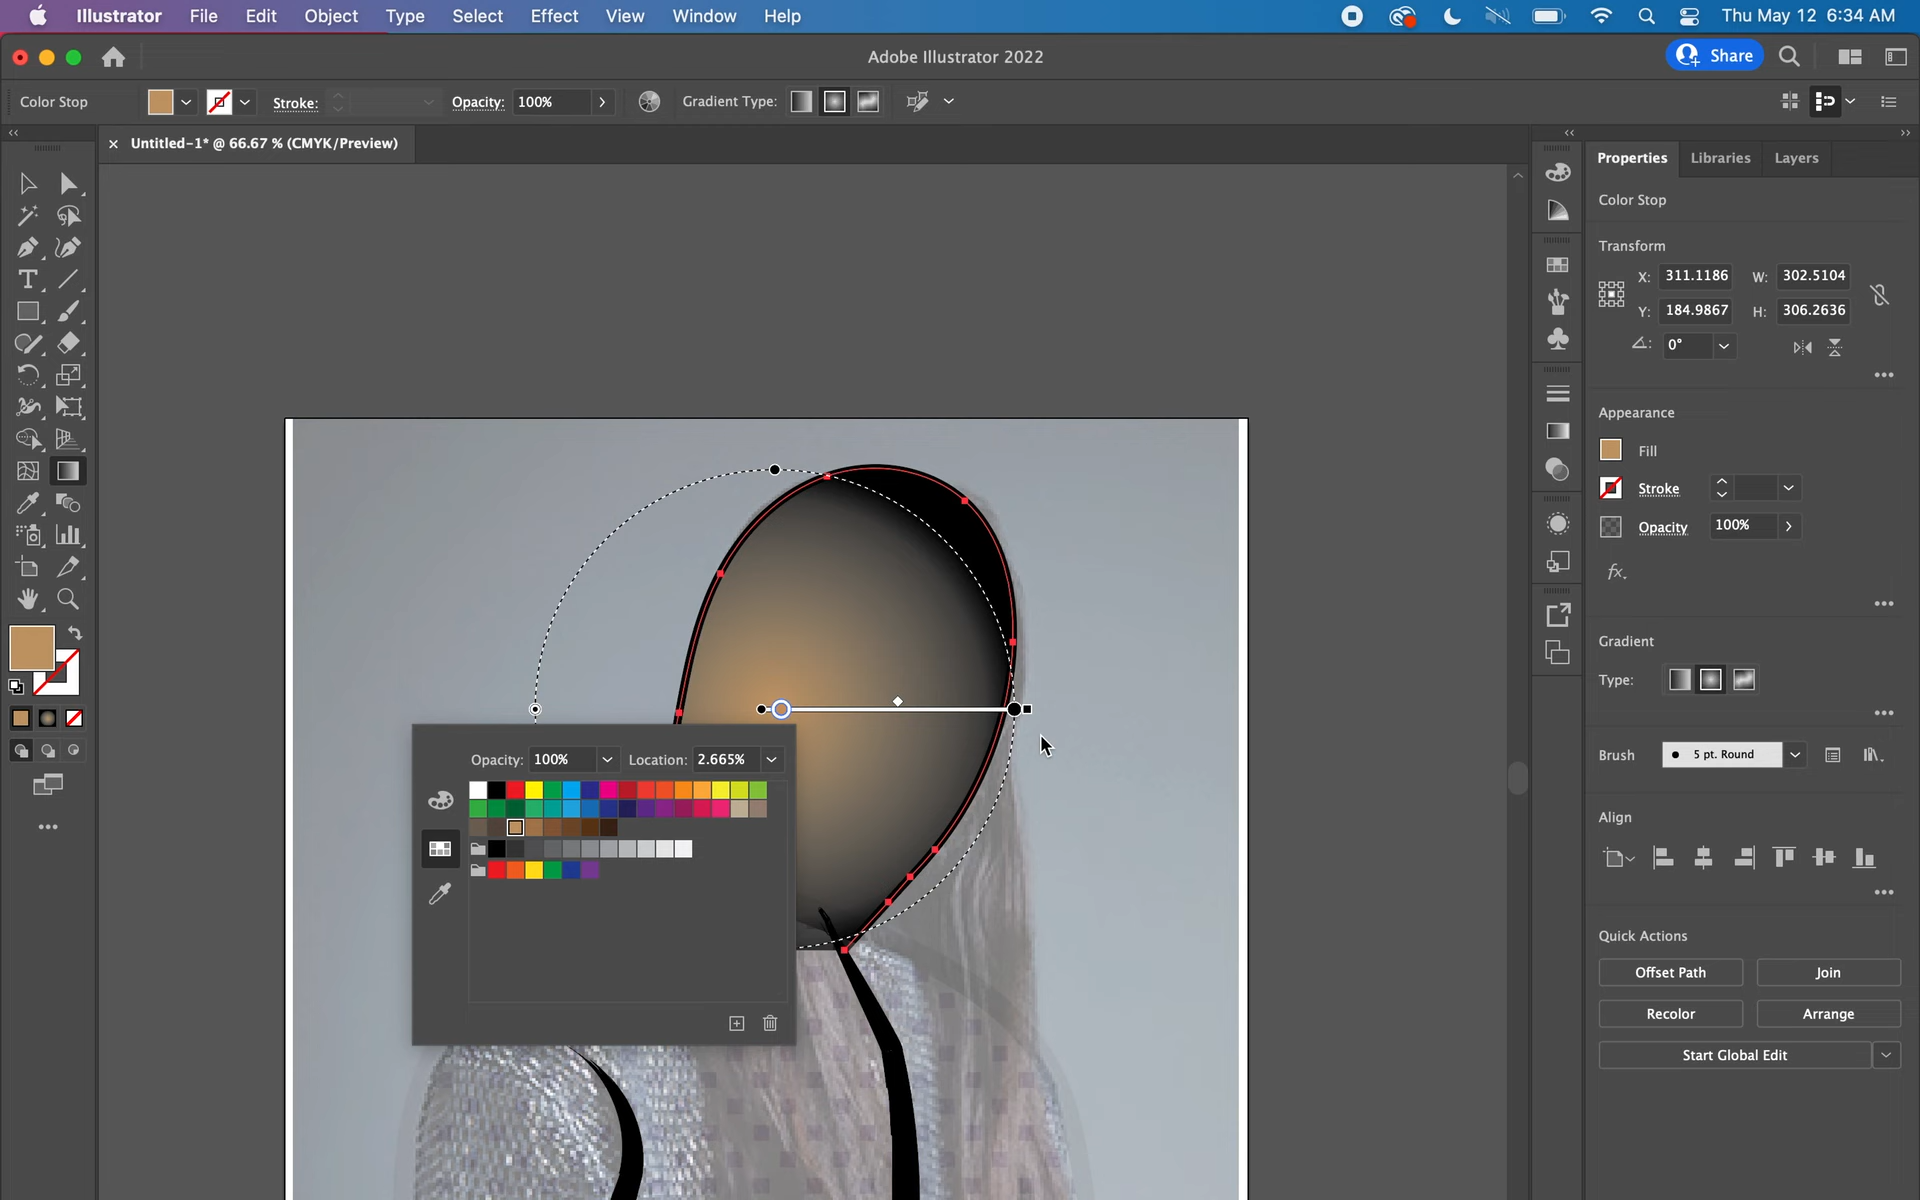 Illustrator File Edit Object Type Select Effect View Window Help Thu May 12 6:34 AM
Adobe Illustrator 2022 Share
Color Stop Stroke: Opacity: 100% Gradient Type:
× Untitled-1* @ 66.67 % (CMYK/Preview)
Properties Libraries Layers
Color Stop
Transform
X: 311.1186 W: 302.5104
Y: 184.9867 H: 306.2636
0°
Appearance
Fill
Stroke
Opacity 100%
fx.
Gradient
Type:
Opacity: 100% Location: 2.665%
Brush 5 pt. Round
Align
Quick Actions
Offset Path Join
Recolor Arrange
Start Global Edit